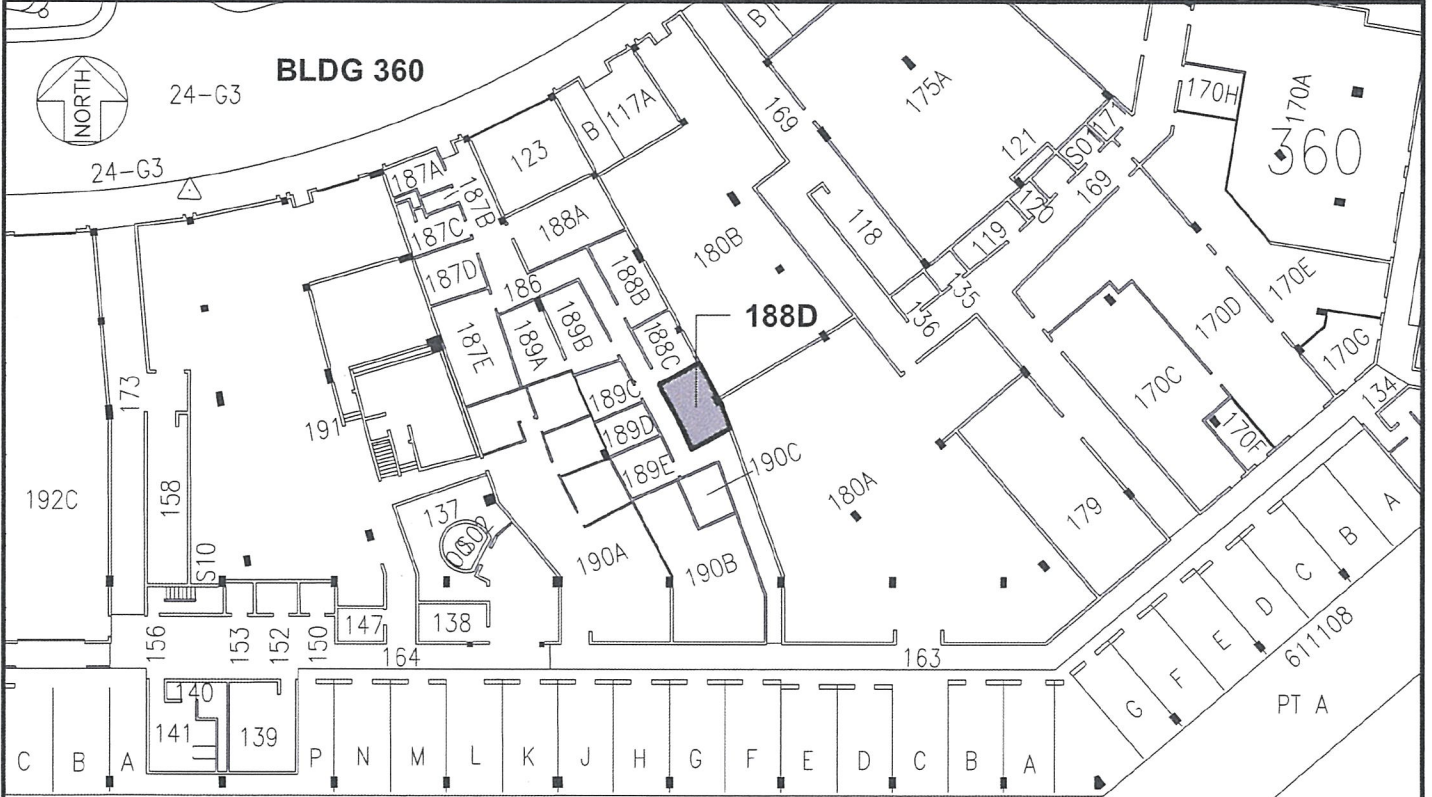 BLDG 360
NORTH
24-G3
24-G3
B
117A
123
187A
187B
187C
187D
187E
186
188A
188B
188C
188D
189A
189B
189C
189D
189E
190A
190B
190C
191
192C
173
158
S10
137
138
147
164
163
156
153
152
150
140
141
139
B
169
175A
180B
118
121
S01
171
120
119
135
136
169
170H
170A
360
170E
170D
170G
170C
170F
134
179
180A
A
B
C
D
E
F
G
611108
PT A
C
B
A
P
N
M
L
K
J
H
G
F
E
D
C
B
A